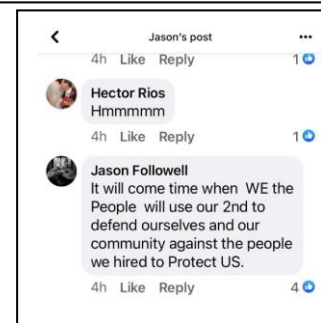 Jason's post
4h Like Reply 1
Hector Rios
Hmmmmm
4h Like Reply 1
Jason Followell
It will come time when WE the
People will use our 2nd to
defend ourselves and our
community against the people
we hired to Protect US.
4h Like Reply 4